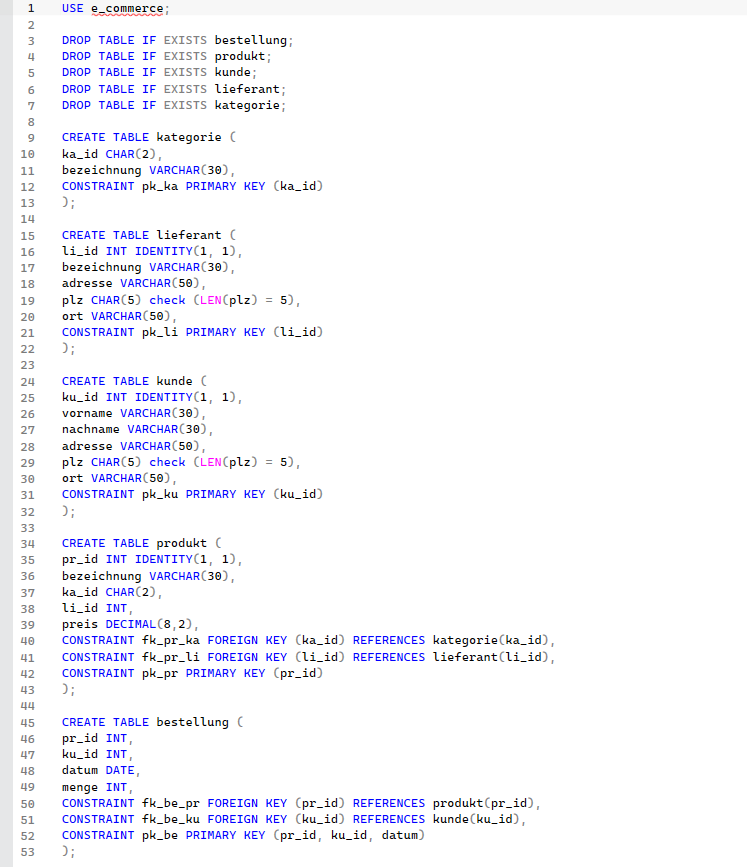 1 USE e_commerce;
2
3 DROP TABLE IF EXISTS bestellung;
4 DROP TABLE IF EXISTS produkt;
5 DROP TABLE IF EXISTS kunde;
6 DROP TABLE IF EXISTS lieferant;
7 DROP TABLE IF EXISTS kategorie;
8
9 CREATE TABLE kategorie (
10 ka_id CHAR(2),
11 bezeichnung VARCHAR(30),
12 CONSTRAINT pk_ka PRIMARY KEY (ka_id)
13 );
14
15 CREATE TABLE lieferant (
16 li_id INT IDENTITY(1, 1),
17 bezeichnung VARCHAR(30),
18 adresse VARCHAR(50),
19 plz CHAR(5) check (LEN(plz) = 5),
20 ort VARCHAR(50),
21 CONSTRAINT pk_li PRIMARY KEY (li_id)
22 );
23
24 CREATE TABLE kunde (
25 ku_id INT IDENTITY(1, 1),
26 vorname VARCHAR(30),
27 nachname VARCHAR(30),
28 adresse VARCHAR(50),
29 plz CHAR(5) check (LEN(plz) = 5),
30 ort VARCHAR(50),
31 CONSTRAINT pk_ku PRIMARY KEY (ku_id)
32 );
33
34 CREATE TABLE produkt (
35 pr_id INT IDENTITY(1, 1),
36 bezeichnung VARCHAR(30),
37 ka_id CHAR(2),
38 li_id INT,
39 preis DECIMAL(8,2),
40 CONSTRAINT fk_pr_ka FOREIGN KEY (ka_id) REFERENCES kategorie(ka_id),
41 CONSTRAINT fk_pr_li FOREIGN KEY (li_id) REFERENCES lieferant(li_id),
42 CONSTRAINT pk_pr PRIMARY KEY (pr_id)
43 );
44
45 CREATE TABLE bestellung (
46 pr_id INT,
47 ku_id INT,
48 datum DATE,
49 menge INT,
50 CONSTRAINT fk_be_pr FOREIGN KEY (pr_id) REFERENCES produkt(pr_id),
51 CONSTRAINT fk_be_ku FOREIGN KEY (ku_id) REFERENCES kunde(ku_id),
52 CONSTRAINT pk_be PRIMARY KEY (pr_id, ku_id, datum)
53 );